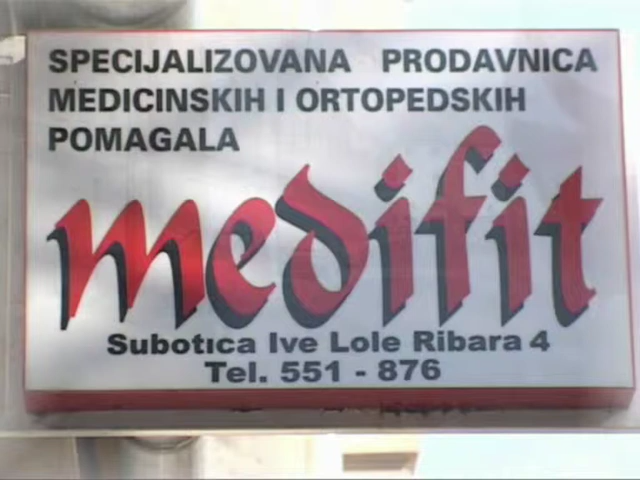 SPECIJALIZOVANA PRODAVNICA
MEDICINSKIH I ORTOPEDSKIH
POMAGALA
medifit
Subotica Ive Lole Ribara 4
Tel. 551 - 876